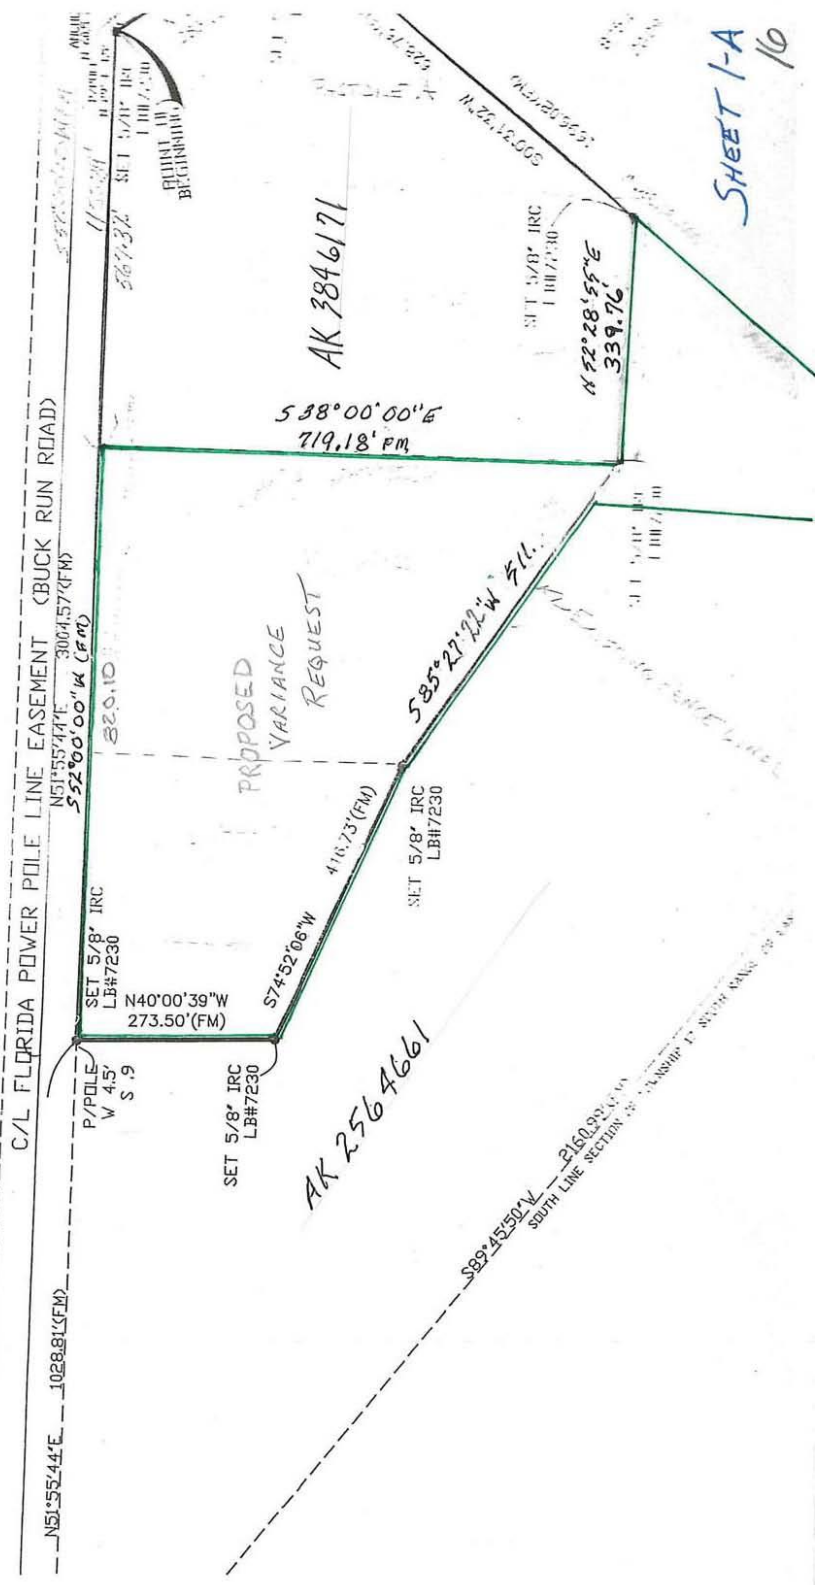 SHEET 1-A
16
C/L FLORIDA POWER POLE LINE EASEMENT (BUCK RUN ROAD)
N51°55'44"E 1028.81'(FM)
N51°55'44"E 3004.57'(FM)
S52°00'00"W (FM)
820.10
567.32'
SET 5/8" IRC
POINT OF
BEGINNING
SET 5/8" IRC
LB#7230
P/POLE
W 4.5'
S .9
N40°00'39"W
273.50'(FM)
SET 5/8" IRC
LB#7230
S74°52'06"W
416.73'(FM)
SET 5/8" IRC
LB#7230
S85°27'22"W 511.
PROPOSED
VARIANCE
REQUEST
S38°00'00"E
719.18' FM
AK 3846171
N52°28'55"E
339.76'
SET 5/8" IRC
S00°31'32"W
AK 2564661
S89°45'50"W
SOUTH LINE SECTION